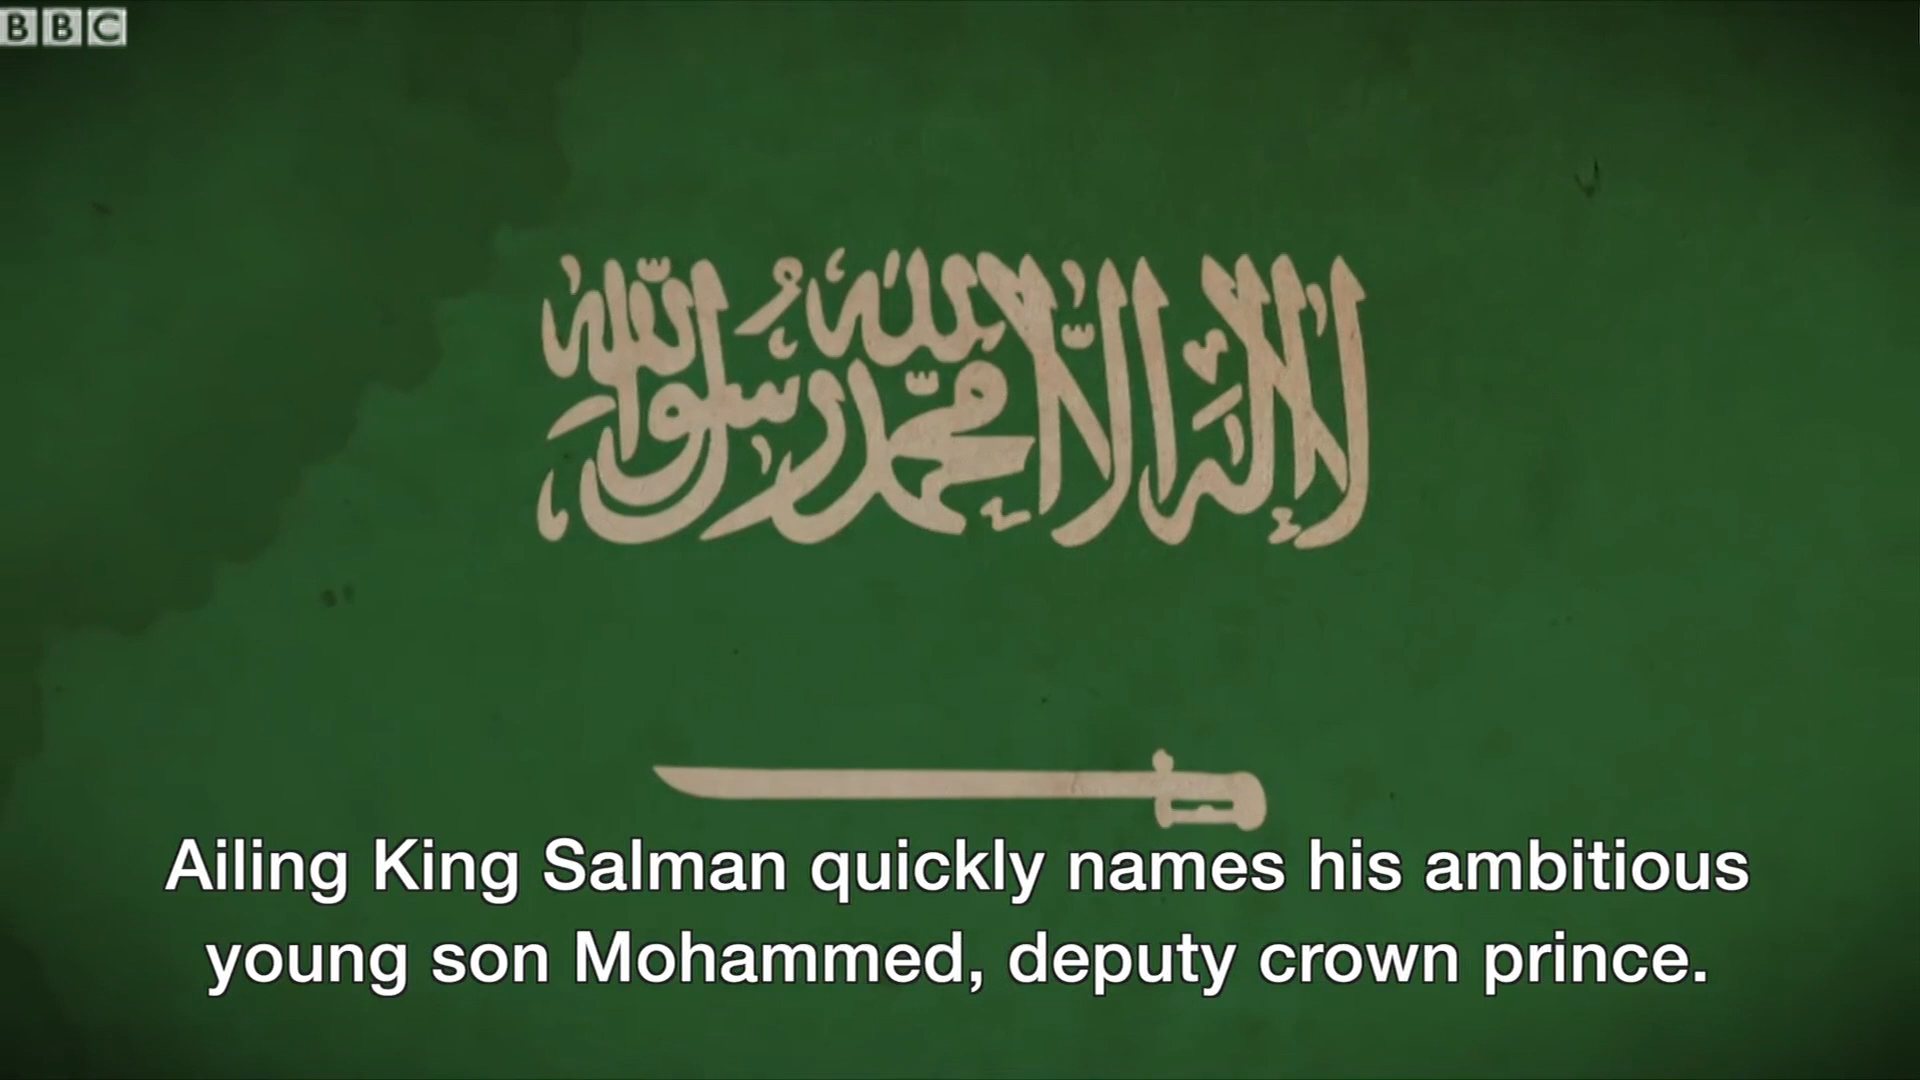 BBC
لا إله إلا الله محمد رسول الله
Ailing King Salman quickly names his ambitious
young son Mohammed, deputy crown prince.